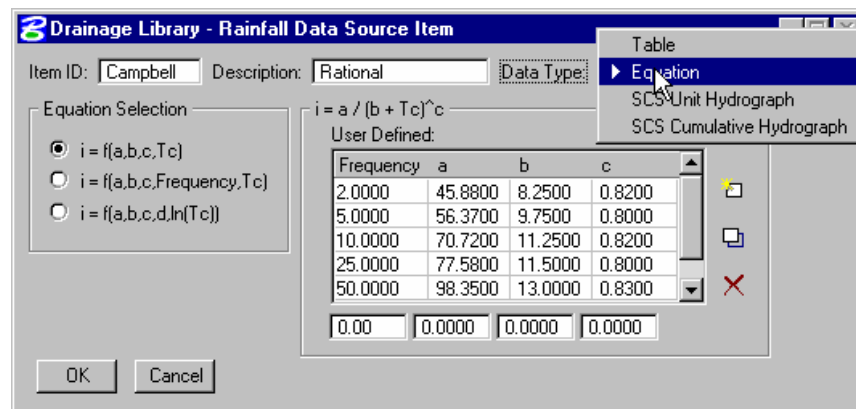 Drainage Library - Rainfall Data Source Item
Item ID: Campbell Description: Rational Data Type:
Table
Equation
SCS Unit Hydrograph
SCS Cumulative Hydrograph
Equation Selection
i = f(a,b,c,Tc)
i = f(a,b,c,Frequency,Tc)
i = f(a,b,c,d,ln(Tc))
i = a / (b + Tc)^c
User Defined:
Frequency a b c
2.0000 45.8800 8.2500 0.8200
5.0000 56.3700 9.7500 0.8000
10.0000 70.7200 11.2500 0.8200
25.0000 77.5800 11.5000 0.8000
50.0000 98.3500 13.0000 0.8300
0.00 0.0000 0.0000 0.0000
OK Cancel